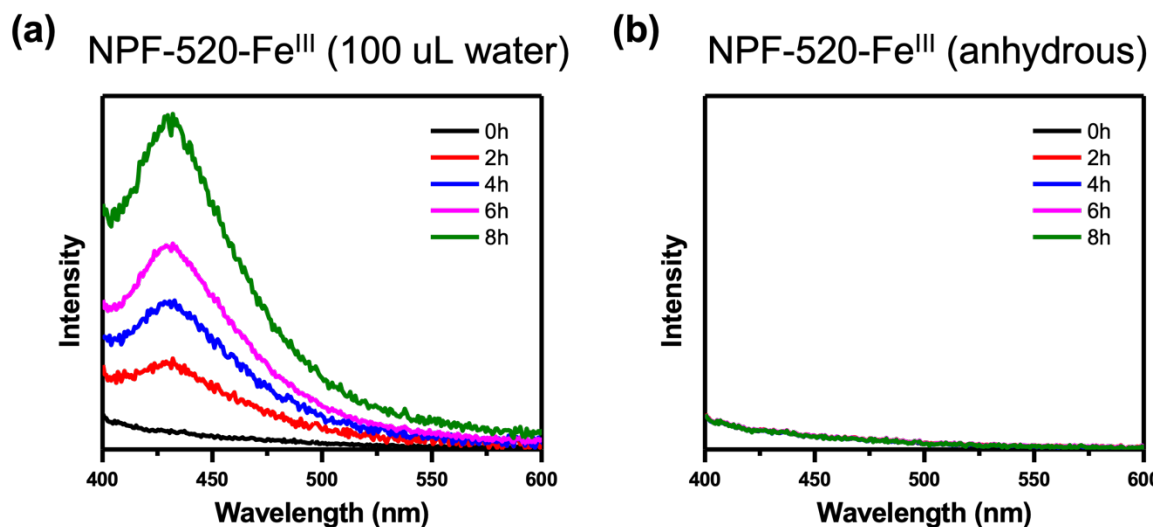 (a)
NPF-520-Feᴵᴵᴵ (100 uL water)
0h
2h
4h
6h
8h
Intensity
400 450 500 550 600
Wavelength (nm)
(b)
NPF-520-Feᴵᴵᴵ (anhydrous)
0h
2h
4h
6h
8h
Intensity
400 450 500 550 600
Wavelength (nm)